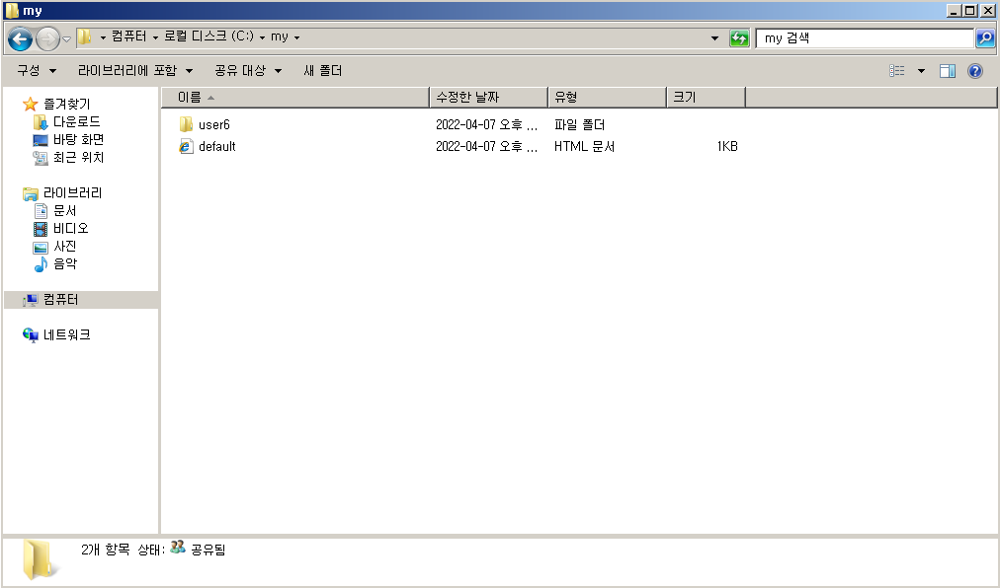 my
컴퓨터 로컬 디스크 (C:) my
my 검색
구성 라이브러리에 포함 공유 대상 새 폴더
즐겨찾기
다운로드
바탕 화면
최근 위치
라이브러리
문서
비디오
사진
음악
컴퓨터
네트워크
이름 수정한 날짜 유형 크기
user6 2022-04-07 오후 ... 파일 폴더
default 2022-04-07 오후 ... HTML 문서 1KB
2개 항목 상태: 공유됨